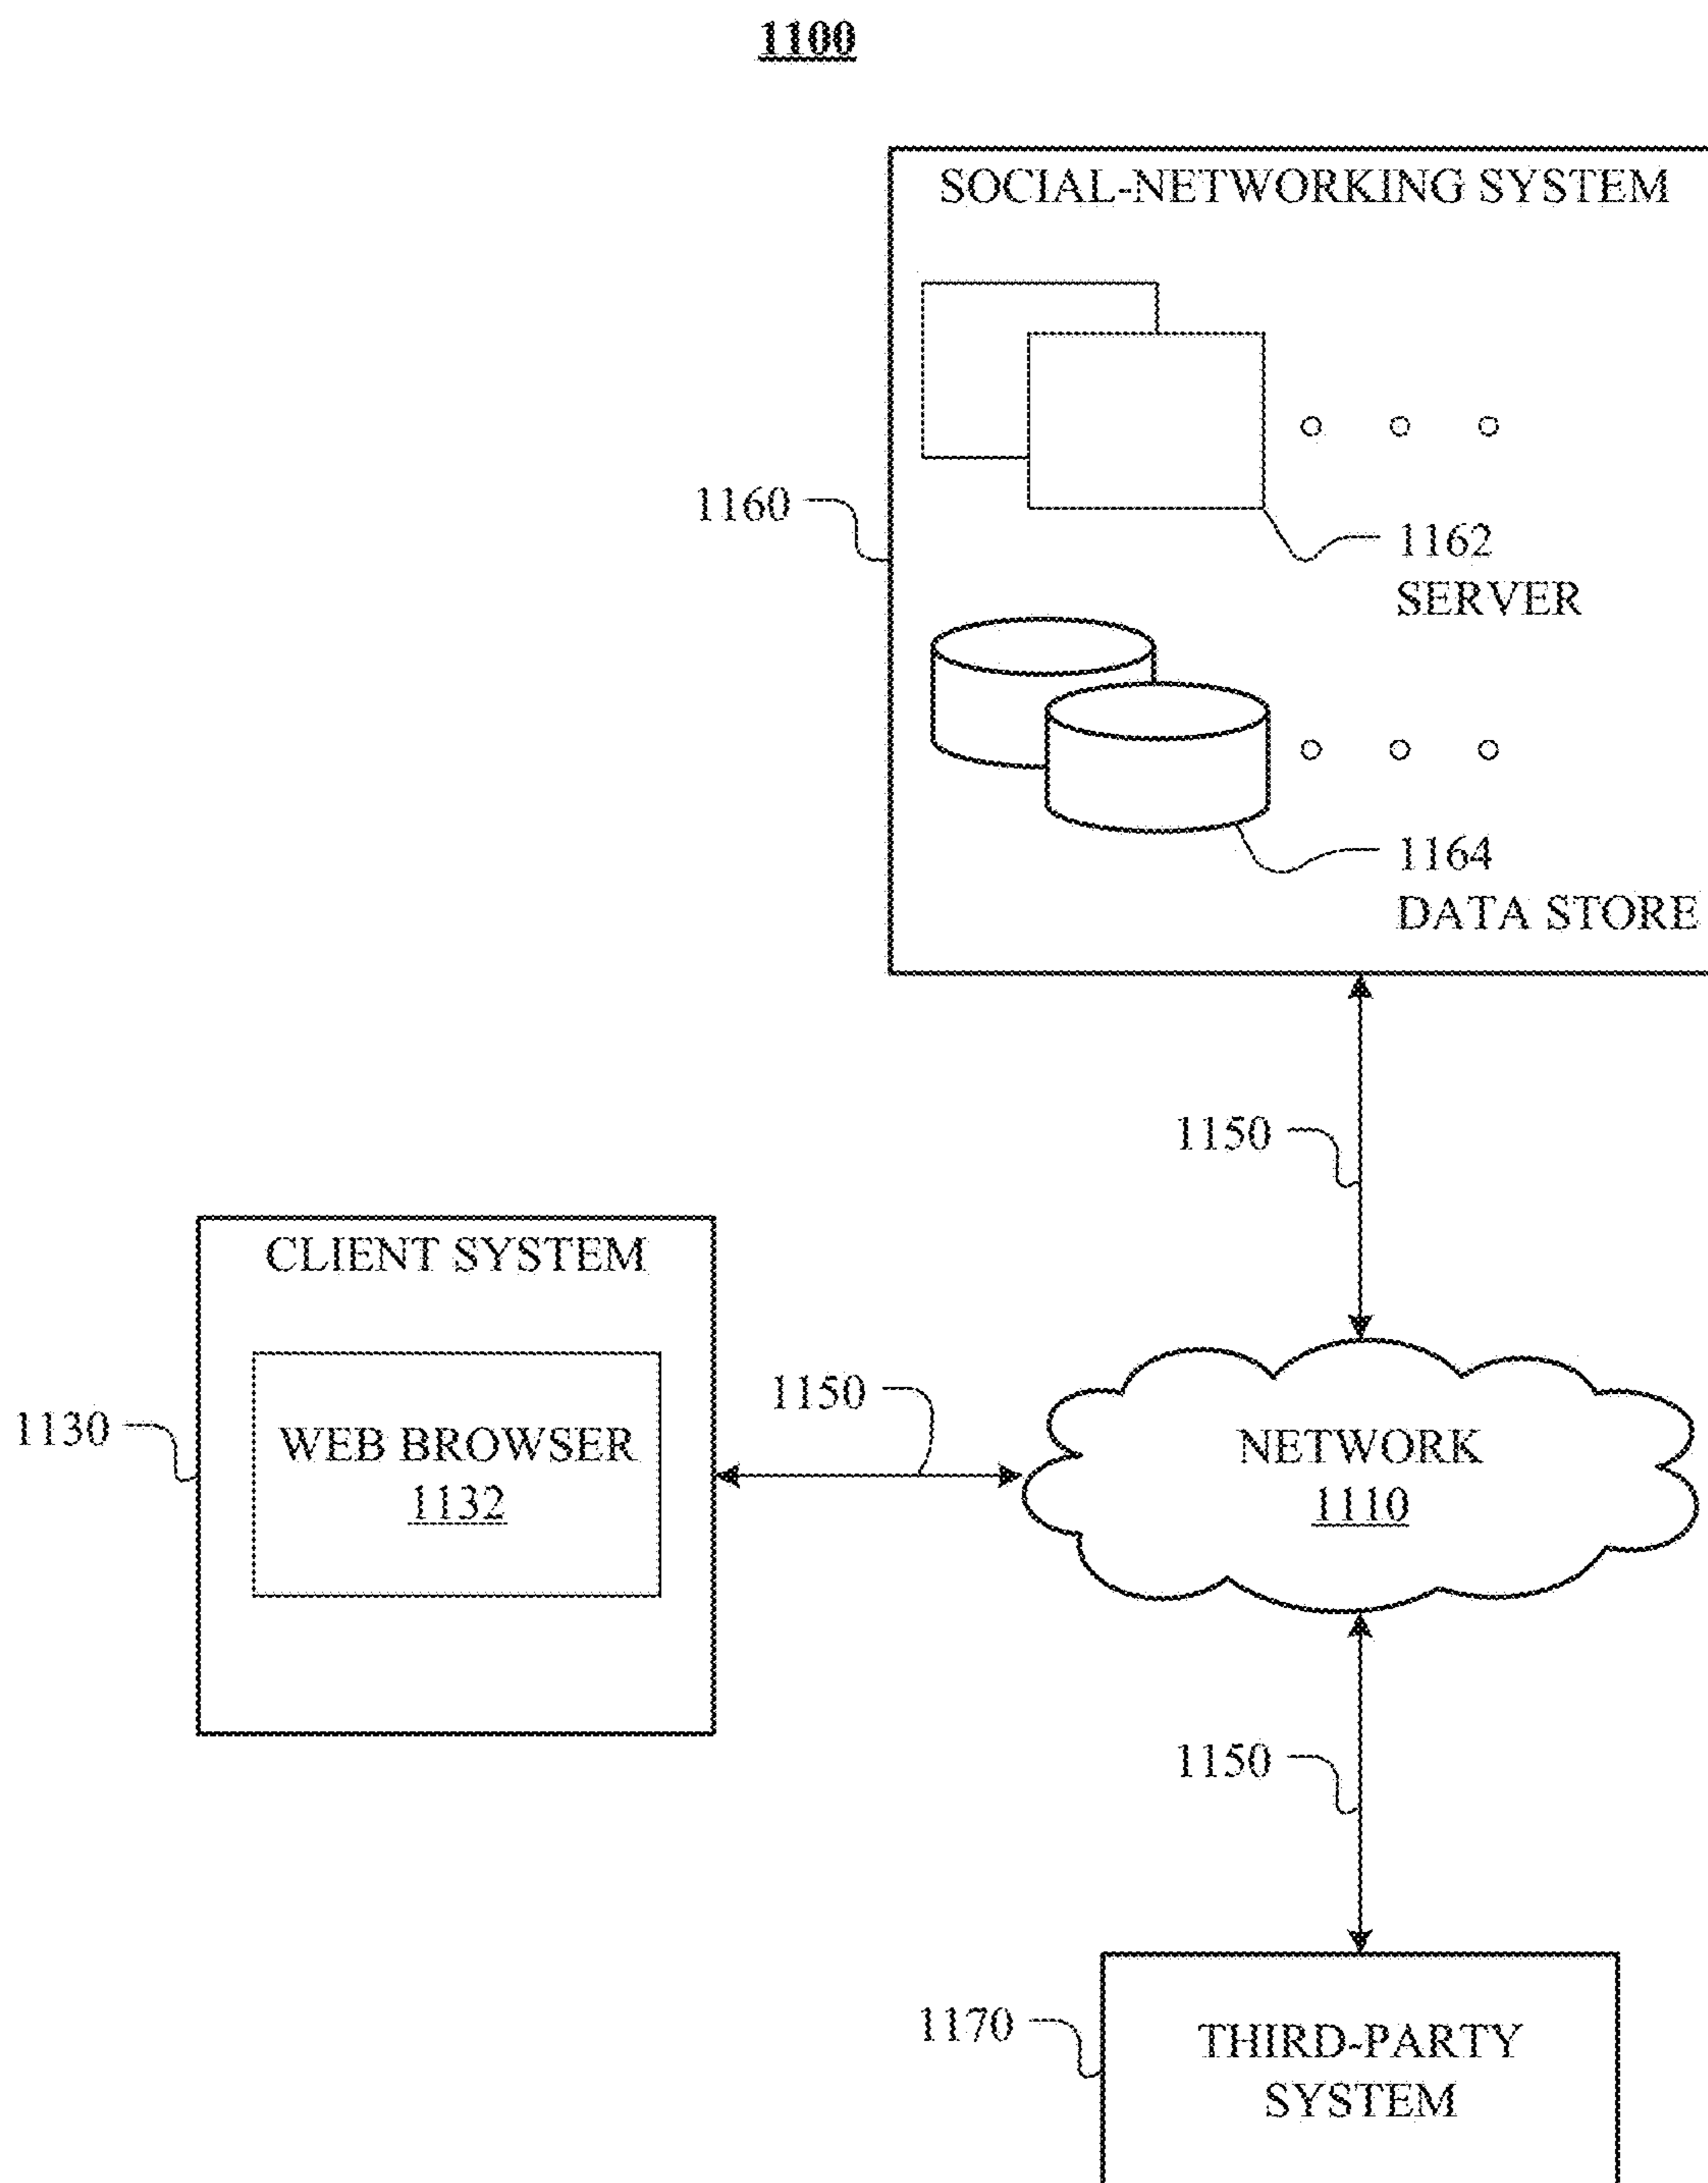 1100
SOCIAL-NETWORKING SYSTEM
1160
1162
SERVER
1164
DATA STORE
1150
CLIENT SYSTEM
1130
WEB BROWSER
1132
1150
NETWORK
1110
1150
1170
THIRD-PARTY
SYSTEM